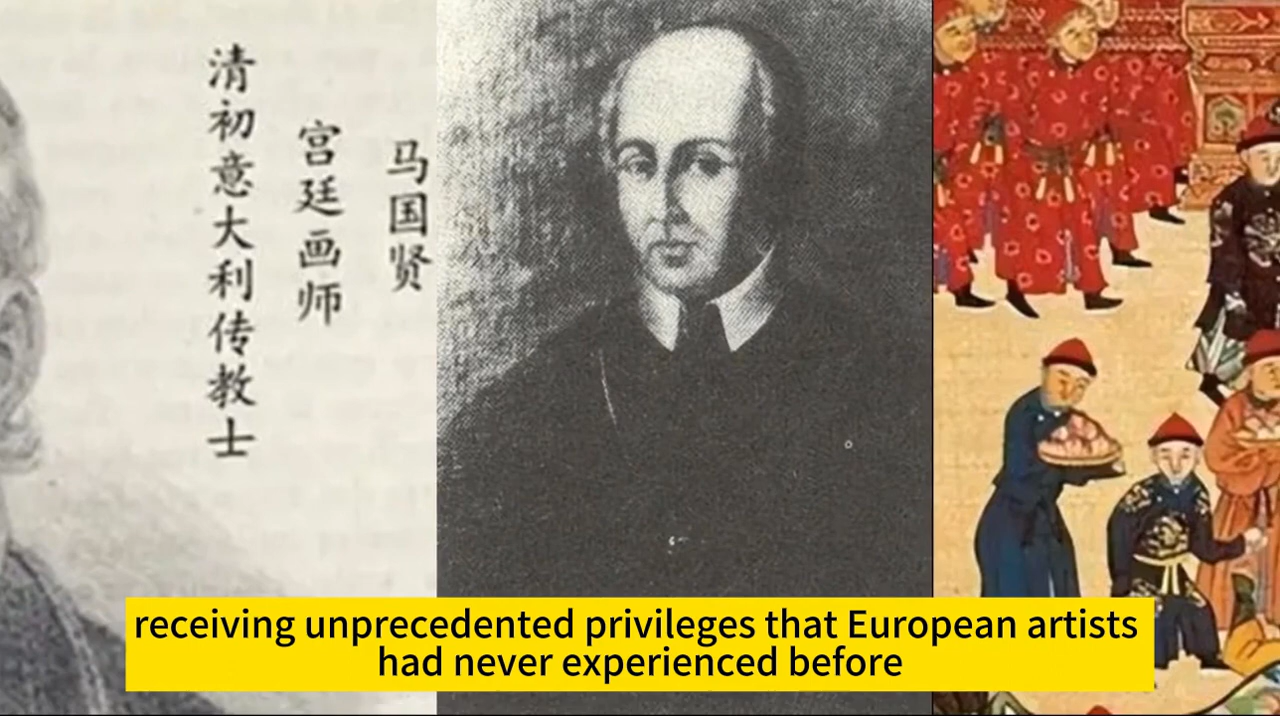 清初意大利传教士
宫廷画师
马国贤
receiving unprecedented privileges that European artists
had never experienced before